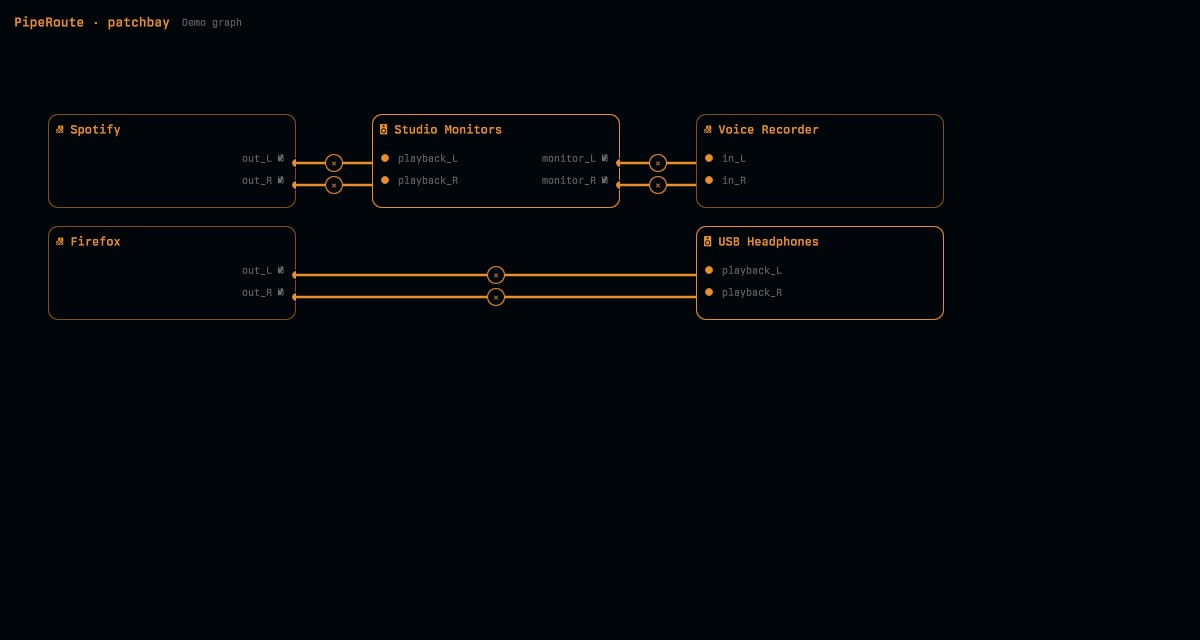 PipeRoute · patchbay Demo graph
Spotify
out_L
out_R
Studio Monitors
playback_L monitor_L
playback_R monitor_R
Voice Recorder
in_L
in_R
Firefox
out_L
out_R
USB Headphones
playback_L
playback_R